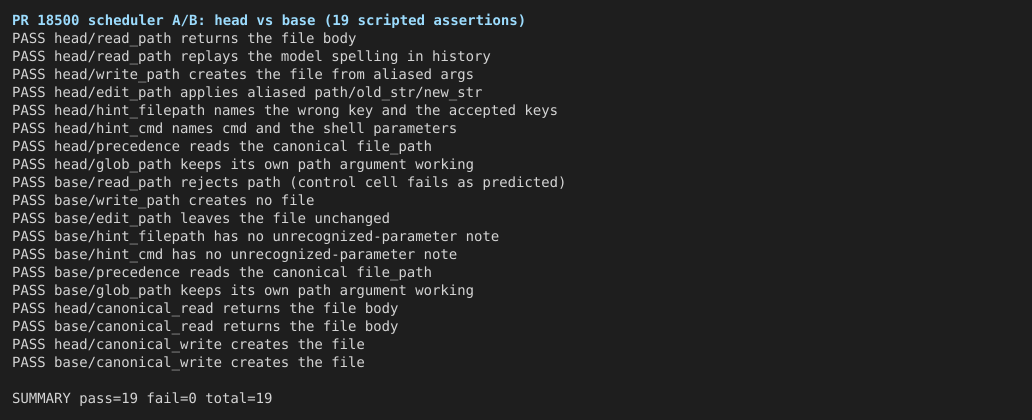 PR 18500 scheduler A/B: head vs base (19 scripted assertions)
PASS head/read_path returns the file body
PASS head/read_path replays the model spelling in history
PASS head/write_path creates the file from aliased args
PASS head/edit_path applies aliased path/old_str/new_str
PASS head/hint_filepath names the wrong key and the accepted keys
PASS head/hint_cmd names cmd and the shell parameters
PASS head/precedence reads the canonical file_path
PASS head/glob_path keeps its own path argument working
PASS base/read_path rejects path (control cell fails as predicted)
PASS base/write_path creates no file
PASS base/edit_path leaves the file unchanged
PASS base/hint_filepath has no unrecognized-parameter note
PASS base/hint_cmd has no unrecognized-parameter note
PASS base/precedence reads the canonical file_path
PASS base/glob_path keeps its own path argument working
PASS head/canonical_read returns the file body
PASS base/canonical_read returns the file body
PASS head/canonical_write creates the file
PASS base/canonical_write creates the file
SUMMARY pass=19 fail=0 total=19